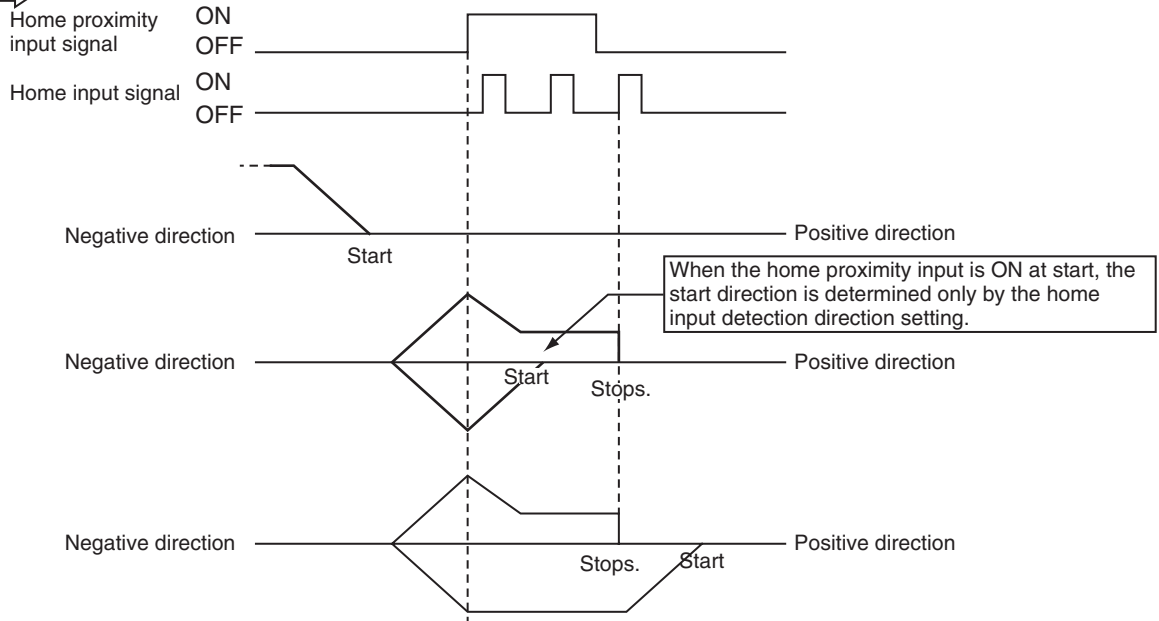 Home proximity
input signal
ON
OFF
Home input signal
ON
OFF
Negative direction
Start
Positive direction
When the home proximity input is ON at start, the
start direction is determined only by the home
input detection direction setting.
Negative direction
Start
Stops.
Positive direction
Negative direction
Stops.
Start
Positive direction